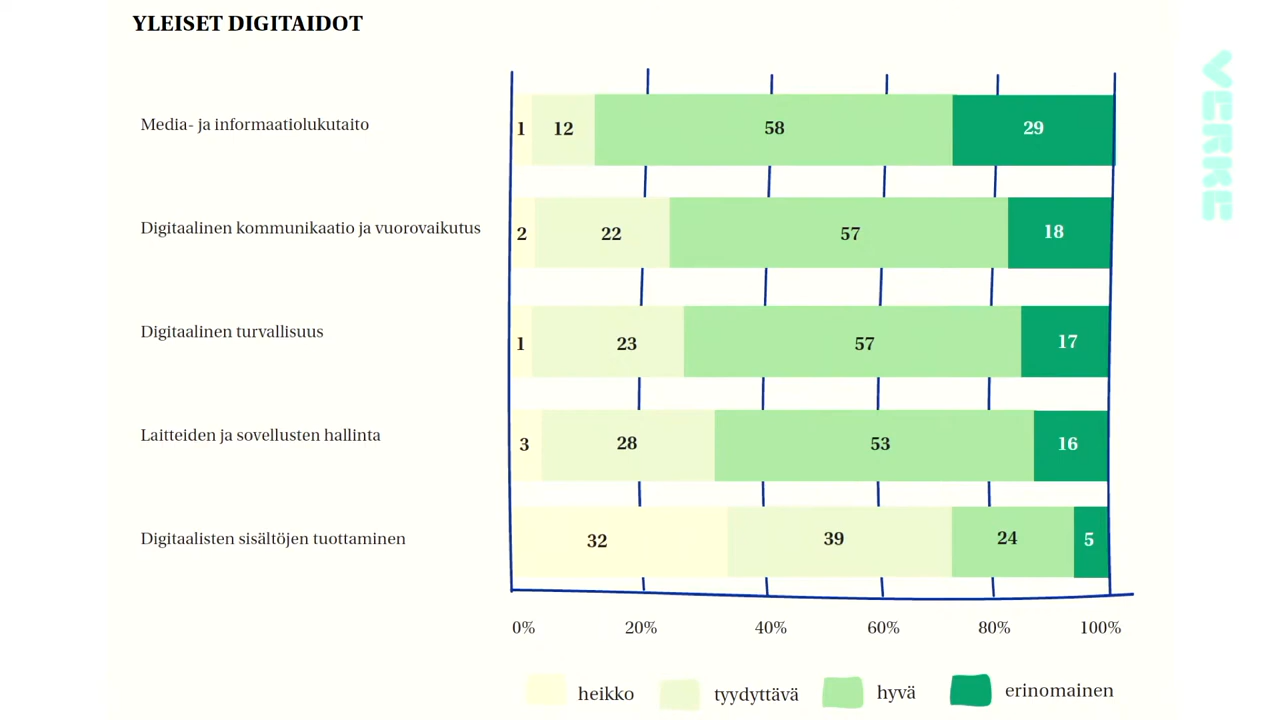 YLEISET DIGITAIDOT
VERKE
Media- ja informaatiolukutaito
1 12 58 29
Digitaalinen kommunikaatio ja vuorovaikutus
2 22 57 18
Digitaalinen turvallisuus
1 23 57 17
Laitteiden ja sovellusten hallinta
3 28 53 16
Digitaalisten sisältöjen tuottaminen
32 39 24 5
0% 20% 40% 60% 80% 100%
heikko tyydyttävä hyvä erinomainen